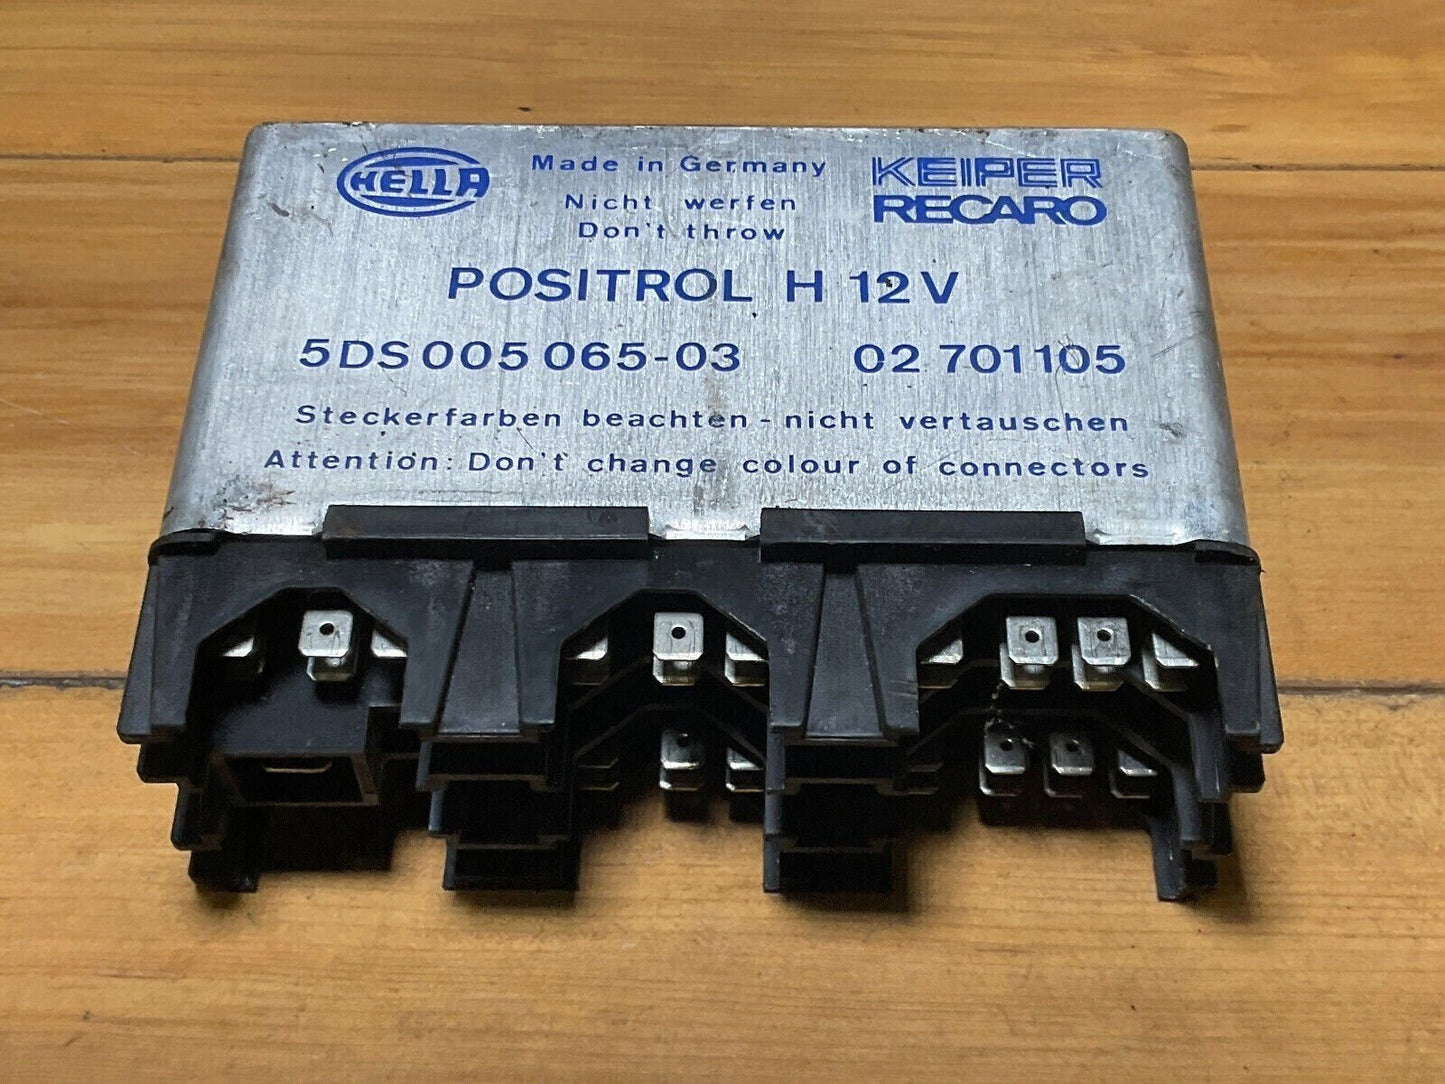 HELLA
Made in Germany
KEIPER
RECARO
Nicht werfen
Don't throw
POSITROL H 12V
5DS 005 065-03 02 701105
Steckerfarben beachten - nicht vertauschen
Attention: Don't change colour of connectors